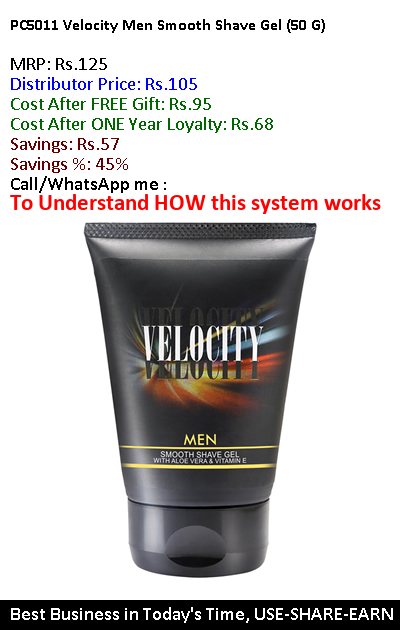 PC5011 Velocity Men Smooth Shave Gel (50 G)
MRP: Rs.125
Distributor Price: Rs.105
Cost After FREE Gift: Rs.95
Cost After ONE Year Loyalty: Rs.68
Savings: Rs.57
Savings %: 45%
Call/WhatsApp me :
To Understand HOW this system works
VELOCITY
VELOCITY
MEN
SMOOTH SHAVE GEL
WITH ALOE VERA & VITAMIN E
Best Business in Today's Time, USE-SHARE-EARN